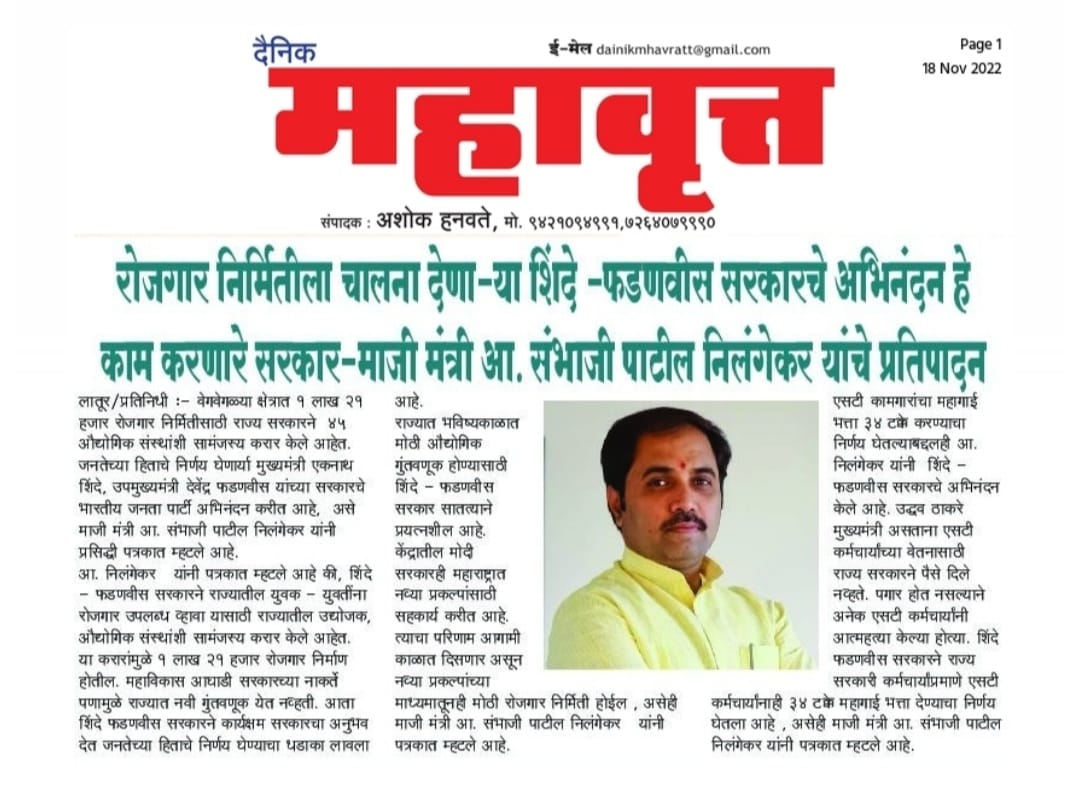 दैनिक
ई-मेल dainikmhavratt@gmail.com
Page 1
18 Nov 2022
महावृत्त
संपादक : अशोक हनवते, मो. ९४२१०९४९९१,७२६४०७९९९०
रोजगार निर्मितीला चालना देणा-या शिंदे -फडणवीस सरकारचे अभिनंदन हे
काम करणारे सरकार-माजी मंत्री आ. संभाजी पाटील निलंगेकर यांचे प्रतिपादन
लातूर/प्रतिनिधी :- वेगवेगळ्या क्षेत्रात १ लाख २१
हजार रोजगार निर्मितीसाठी राज्य सरकारने ४५
औद्योगिक संस्थांशी सामंजस्य करार केले आहेत.
जनतेच्या हिताचे निर्णय घेणार्या मुख्यमंत्री एकनाथ
शिंदे, उपमुख्यमंत्री देवेंद्र फडणवीस यांच्या सरकारचे
भारतीय जनता पार्टी अभिनंदन करीत आहे, असे
माजी मंत्री आ. संभाजी पाटील निलंगेकर यांनी
प्रसिद्धी पत्रकात म्हटले आहे.
आ. निलंगेकर यांनी पत्रकात म्हटले आहे की, शिंदे
- फडणवीस सरकारने राज्यातील युवक - युवतींना
रोजगार उपलब्ध व्हावा यासाठी राज्यातील उद्योजक,
औद्योगिक संस्थांशी सामंजस्य करार केले आहेत.
या करारांमुळे १ लाख २१ हजार रोजगार निर्माण
होतील. महाविकास आघाडी सरकारच्या नाकर्ते
पणामुळे राज्यात नवी गुंतवणूक येत नव्हती. आता
शिंदे फडणवीस सरकारने कार्यक्षम सरकारचा अनुभव
देत जनतेच्या हिताचे निर्णय घेण्याचा धडाका लावला
आहे.
राज्यात भविष्यकाळात
मोठी औद्योगिक
गुंतवणूक होण्यासाठी
शिंदे - फडणवीस
सरकार सातत्याने
प्रयत्नशील आहे.
केंद्रातील मोदी
सरकारही महाराष्ट्रात
नव्या प्रकल्पांसाठी
सहकार्य करीत आहे.
त्याचा परिणाम आगामी
काळात दिसणार असून
नव्या प्रकल्पांच्या
माध्यमातूनही मोठी रोजगार निर्मिती होईल , असेही
माजी मंत्री आ. संभाजी पाटील निलंगेकर यांनी
पत्रकात म्हटले आहे.
एसटी कामगारांचा महागाई
भत्ता ३४ टक्के करण्याचा
निर्णय घेतल्याबद्दलही आ.
निलंगेकर यांनी शिंदे -
फडणवीस सरकारचे अभिनंदन
केले आहे. उद्धव ठाकरे
मुख्यमंत्री असताना एसटी
कर्मचार्यांच्या वेतनासाठी
राज्य सरकारने पैसे दिले
नव्हते. पगार होत नसल्याने
अनेक एसटी कर्मचार्यांनी
आत्महत्या केल्या होत्या. शिंदे
फडणवीस सरकारने राज्य
सरकारी कर्मचार्यांप्रमाणे एसटी
कर्मचार्यांनाही ३४ टक्के महागाई भत्ता देण्याचा निर्णय
घेतला आहे , असेही माजी मंत्री आ. संभाजी पाटील
निलंगेकर यांनी पत्रकात म्हटले आहे.